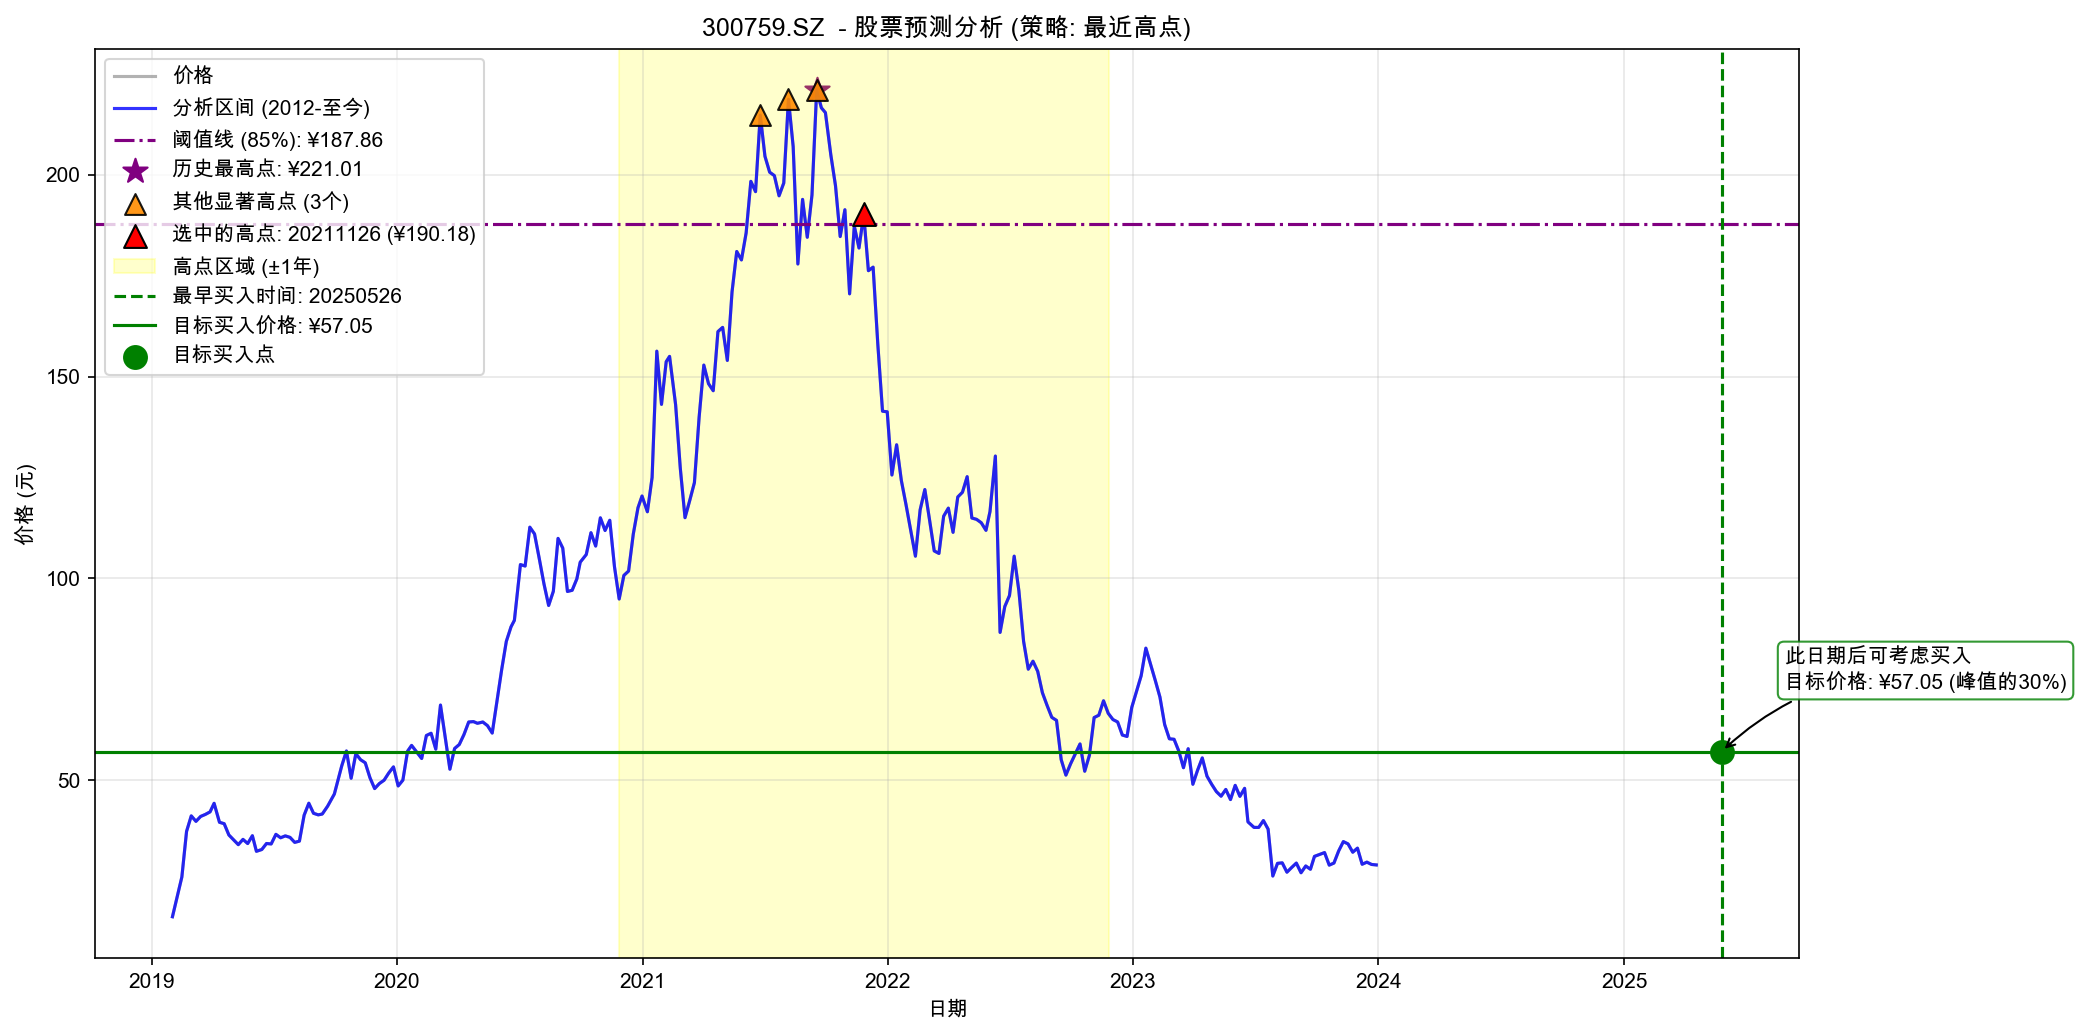 300759.SZ - 股票预测分析 (策略: 最近高点)
价格
分析区间 (2012-至今)
阈值线 (85%): ¥187.86
历史最高点: ¥221.01
其他显著高点 (3个)
选中的高点: 20211126 (¥190.18)
高点区域 (±1年)
最早买入时间: 20250526
目标买入价格: ¥57.05
目标买入点
200
150
100
50
价格 (元)
此日期后可考虑买入
目标价格: ¥57.05 (峰值的30%)
2019 2020 2021 2022 2023 2024 2025
日期